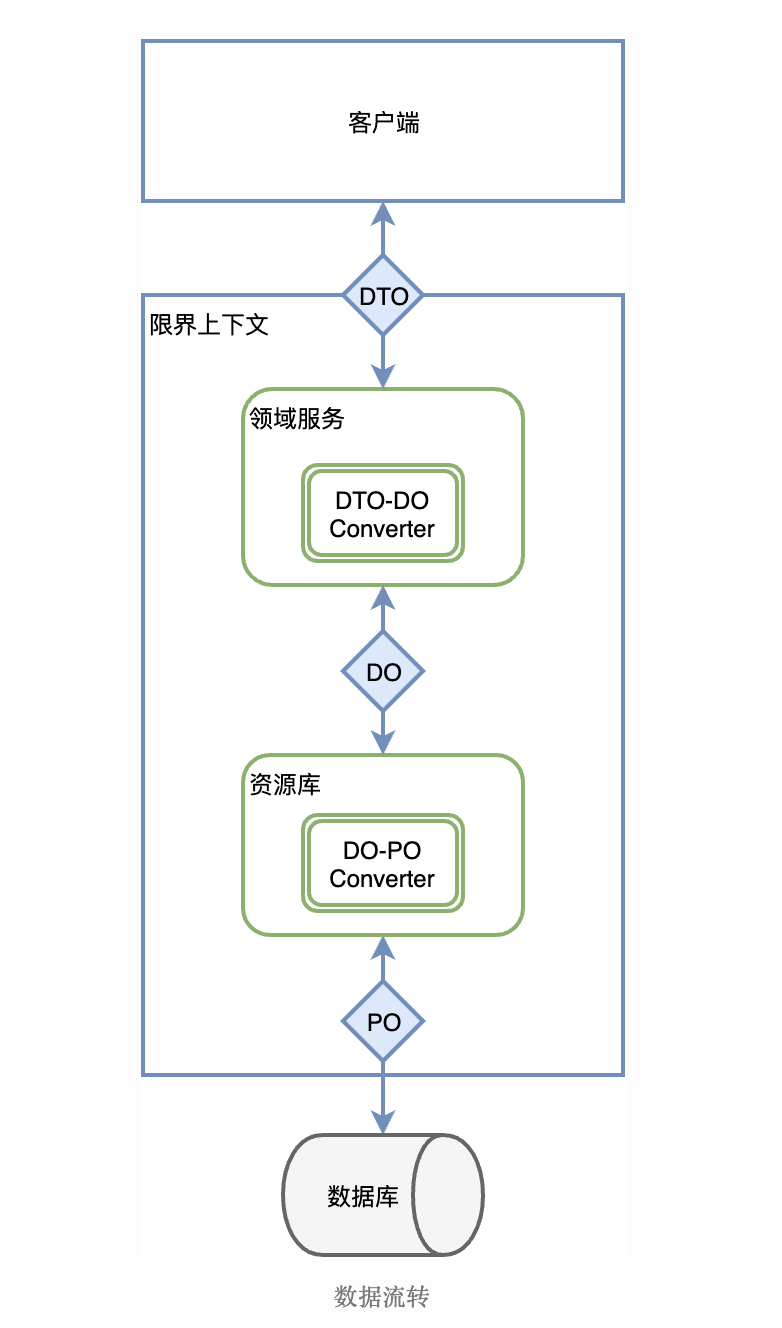 客户端
DTO
限界上下文
领域服务
DTO-DO
Converter
DO
资源库
DO-PO
Converter
PO
数据库
数据流转